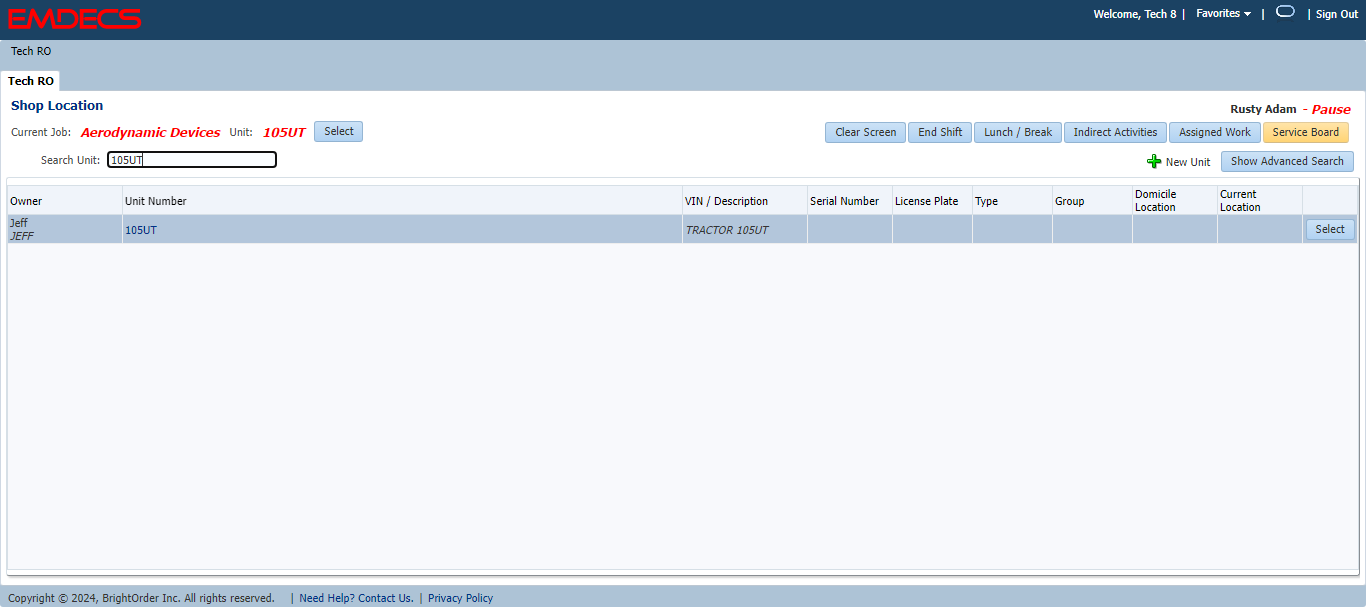 EMDECS
Welcome, Tech 8 | Favorites | | Sign Out
Tech RO
Tech RO
Shop Location
Rusty Adam - Pause
Current Job: Aerodynamic Devices Unit: 105UT Select
Clear Screen End Shift Lunch / Break Indirect Activities Assigned Work Service Board
Search Unit: 105UT
New Unit Show Advanced Search
Owner Unit Number VIN / Description Serial Number License Plate Type Group Domicile Location Current Location
Jeff
JEFF 105UT TRACTOR 105UT Select
Copyright © 2024, BrightOrder Inc. All rights reserved. | Need Help? Contact Us. | Privacy Policy